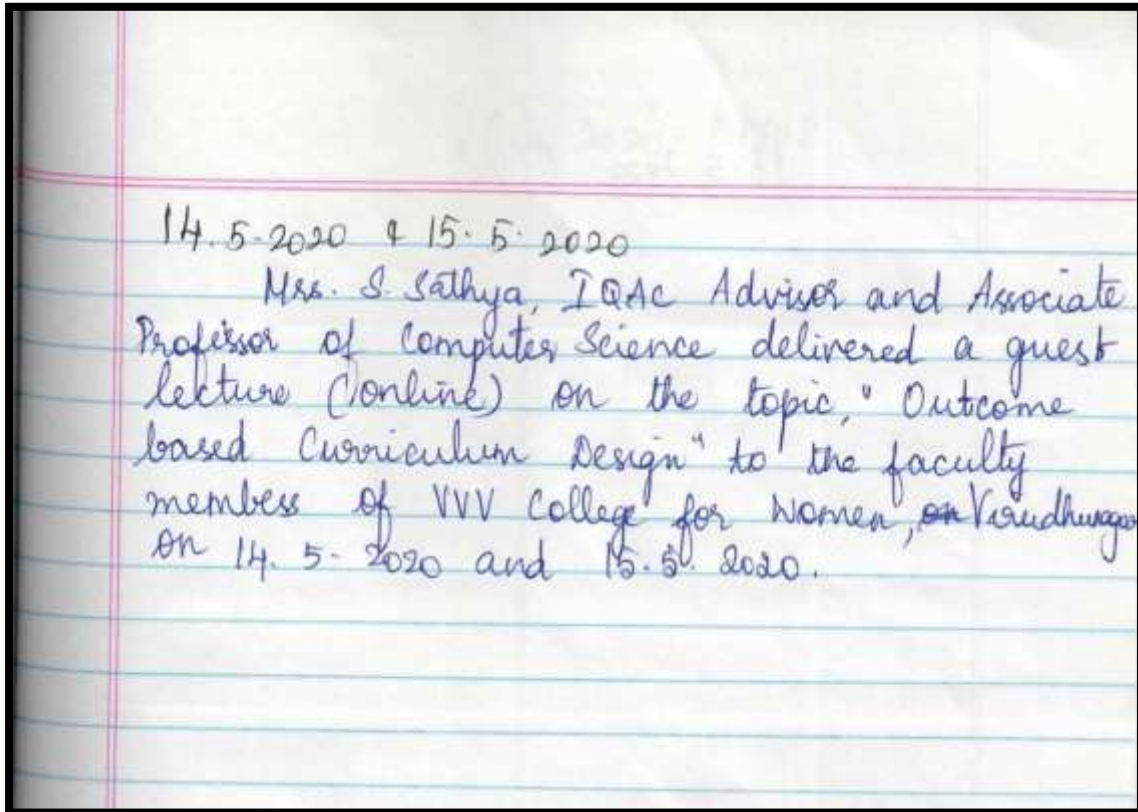 14.5.2020 & 15.5.2020
Mrs. S. Sathya, IQAC Advisor and Associate
Professor of Computer Science delivered a guest
lecture (online) on the topic, "Outcome
based Curriculum Design" to the faculty
members of VVV College for Women, Virudhunagar
on 14.5.2020 and 15.5.2020.